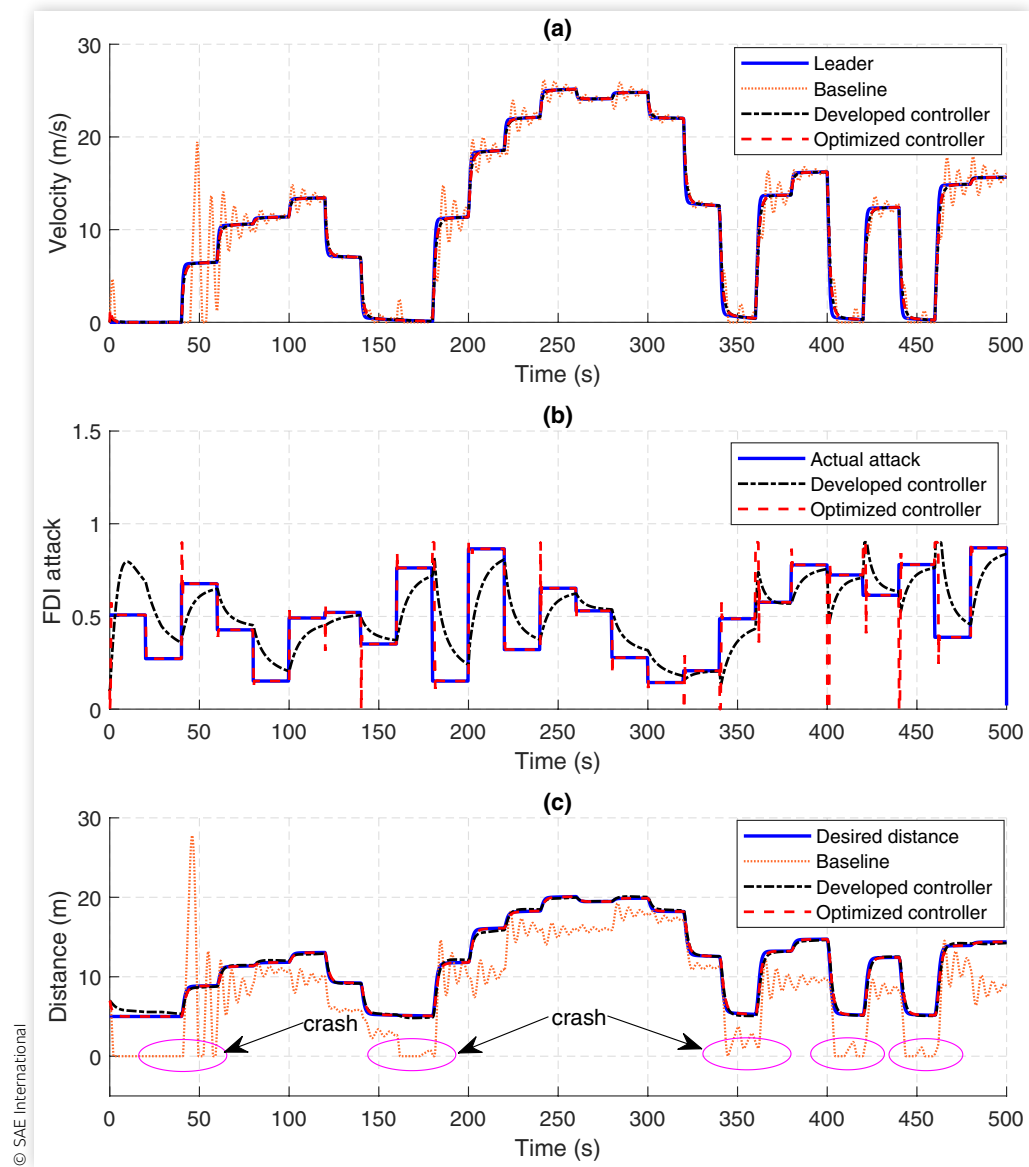 (a)
30
20
10
0
Velocity (m/s)
Leader
Baseline
Developed controller
Optimized controller
0 50 100 150 200 250 300 350 400 450 500
Time (s)
(b)
1.5
1
0.5
0
FDI attack
Actual attack
Developed controller
Optimized controller
0 50 100 150 200 250 300 350 400 450 500
Time (s)
(c)
30
20
10
0
Distance (m)
Desired distance
Baseline
Developed controller
Optimized controller
crash
crash
0 50 100 150 200 250 300 350 400 450 500
Time (s)
© SAE International